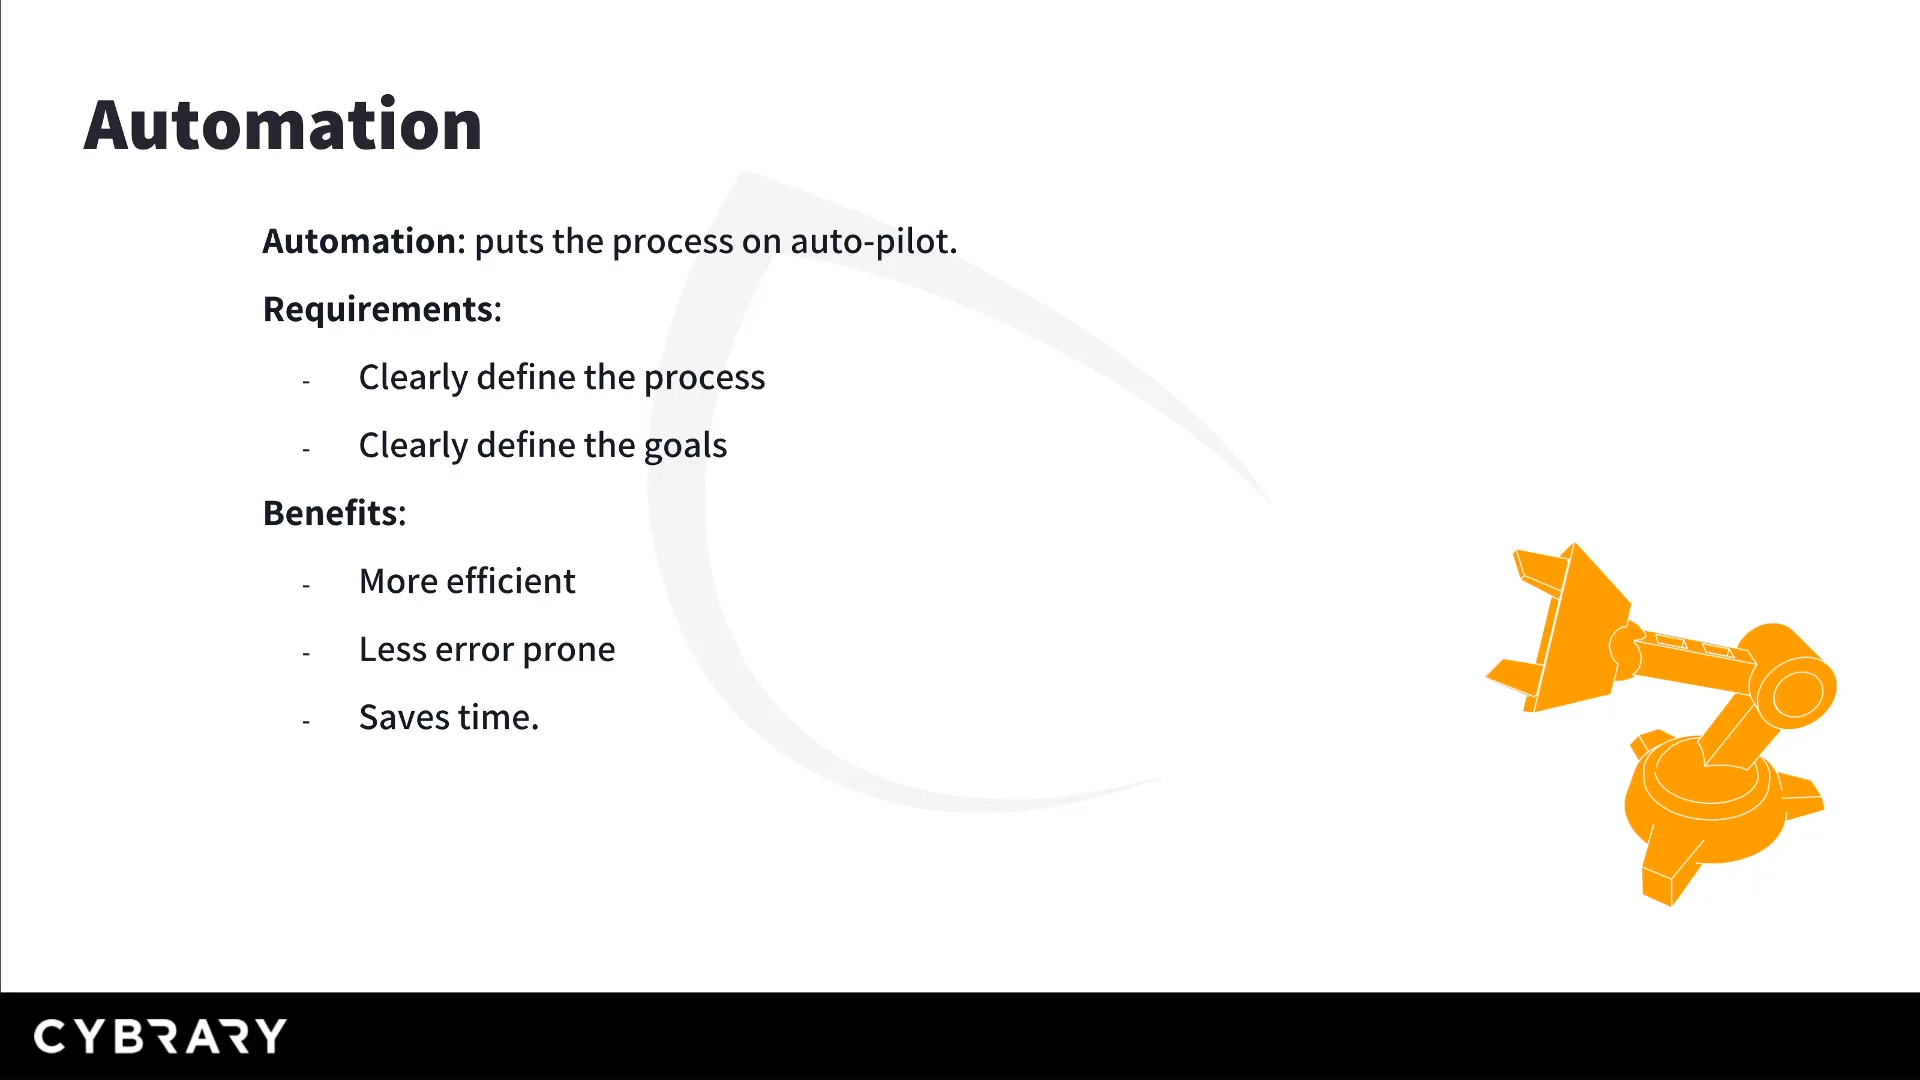 Automation
Automation: puts the process on auto-pilot.
Requirements:
- Clearly define the process
- Clearly define the goals
Benefits:
- More efficient
- Less error prone
- Saves time.
CYBRARY